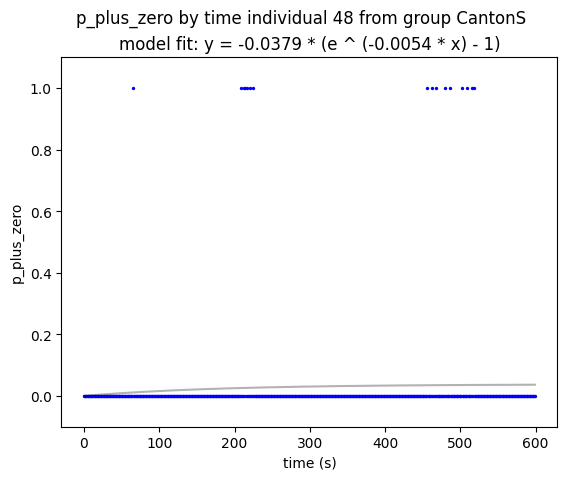 p_plus_zero by time individual 48 from group CantonS
model fit: y = -0.0379 * (e ^ (-0.0054 * x) - 1)
1.0
0.8
0.6
0.4
0.2
0.0
p_plus_zero
0 100 200 300 400 500 600
time (s)